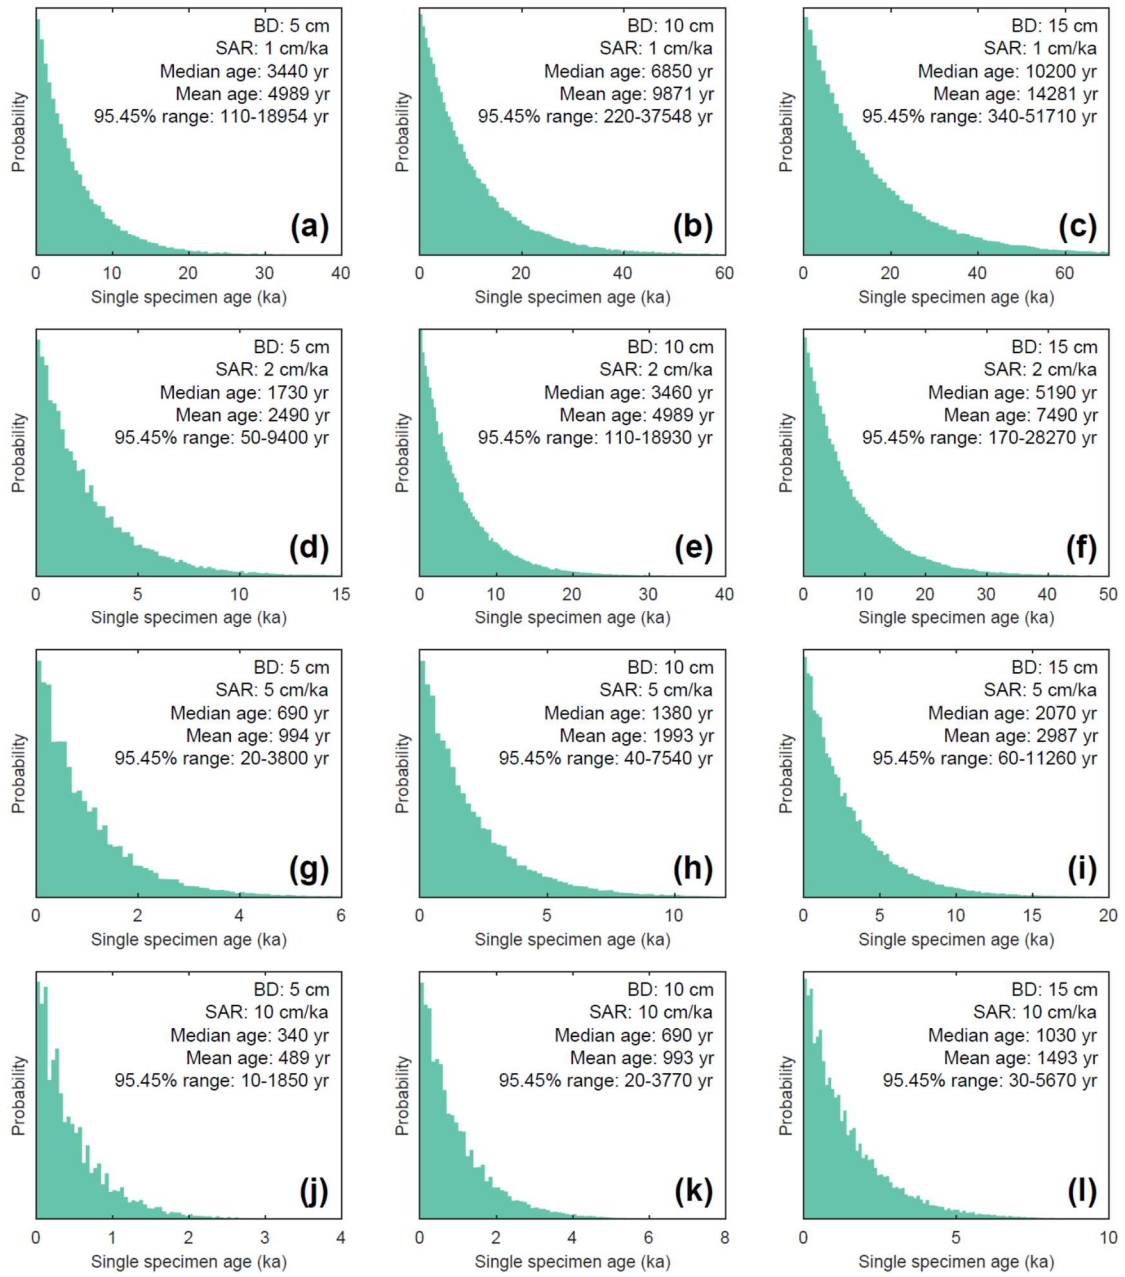 BD: 5 cm
SAR: 1 cm/ka
Median age: 3440 yr
Mean age: 4989 yr
95.45% range: 110-18954 yr
Probability
(a)
0 10 20 30 40
Single specimen age (ka)
BD: 10 cm
SAR: 1 cm/ka
Median age: 6850 yr
Mean age: 9871 yr
95.45% range: 220-37548 yr
Probability
(b)
0 20 40 60
Single specimen age (ka)
BD: 15 cm
SAR: 1 cm/ka
Median age: 10200 yr
Mean age: 14281 yr
95.45% range: 340-51710 yr
Probability
(c)
0 20 40 60
Single specimen age (ka)
BD: 5 cm
SAR: 2 cm/ka
Median age: 1730 yr
Mean age: 2490 yr
95.45% range: 50-9400 yr
Probability
(d)
0 5 10 15
Single specimen age (ka)
BD: 10 cm
SAR: 2 cm/ka
Median age: 3460 yr
Mean age: 4989 yr
95.45% range: 110-18930 yr
Probability
(e)
0 10 20 30 40
Single specimen age (ka)
BD: 15 cm
SAR: 2 cm/ka
Median age: 5190 yr
Mean age: 7490 yr
95.45% range: 170-28270 yr
Probability
(f)
0 10 20 30 40 50
Single specimen age (ka)
BD: 5 cm
SAR: 5 cm/ka
Median age: 690 yr
Mean age: 994 yr
95.45% range: 20-3800 yr
Probability
(g)
0 2 4 6
Single specimen age (ka)
BD: 10 cm
SAR: 5 cm/ka
Median age: 1380 yr
Mean age: 1993 yr
95.45% range: 40-7540 yr
Probability
(h)
0 5 10
Single specimen age (ka)
BD: 15 cm
SAR: 5 cm/ka
Median age: 2070 yr
Mean age: 2987 yr
95.45% range: 60-11260 yr
Probability
(i)
0 5 10 15 20
Single specimen age (ka)
BD: 5 cm
SAR: 10 cm/ka
Median age: 340 yr
Mean age: 489 yr
95.45% range: 10-1850 yr
Probability
(j)
0 1 2 3 4
Single specimen age (ka)
BD: 10 cm
SAR: 10 cm/ka
Median age: 690 yr
Mean age: 993 yr
95.45% range: 20-3770 yr
Probability
(k)
0 2 4 6 8
Single specimen age (ka)
BD: 15 cm
SAR: 10 cm/ka
Median age: 1030 yr
Mean age: 1493 yr
95.45% range: 30-5670 yr
Probability
(l)
0 5 10
Single specimen age (ka)